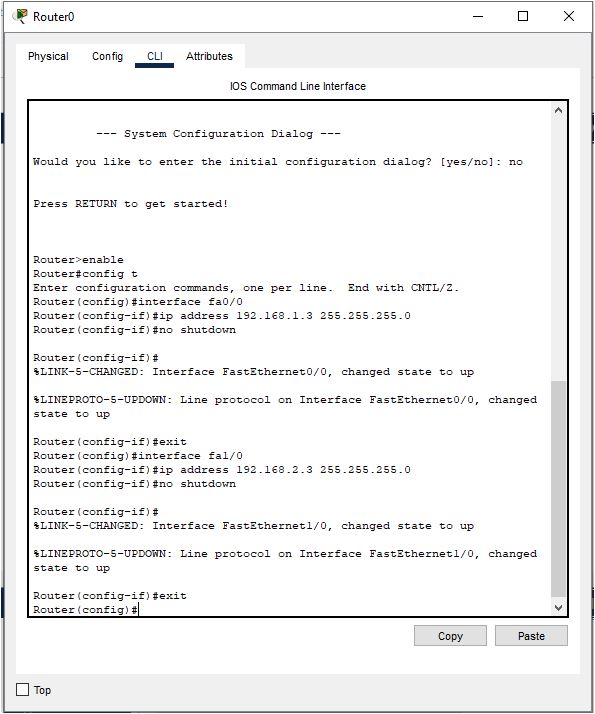 Router0
Physical Config CLI Attributes
IOS Command Line Interface
--- System Configuration Dialog ---
Would you like to enter the initial configuration dialog? [yes/no]: no
Press RETURN to get started!
Router>enable
Router#config t
Enter configuration commands, one per line.  End with CNTL/Z.
Router(config)#interface fa0/0
Router(config-if)#ip address 192.168.1.3 255.255.255.0
Router(config-if)#no shutdown
Router(config-if)#
%LINK-5-CHANGED: Interface FastEthernet0/0, changed state to up
%LINEPROTO-5-UPDOWN: Line protocol on Interface FastEthernet0/0, changed
state to up
Router(config-if)#exit
Router(config)#interface fa1/0
Router(config-if)#ip address 192.168.2.3 255.255.255.0
Router(config-if)#no shutdown
Router(config-if)#
%LINK-5-CHANGED: Interface FastEthernet1/0, changed state to up
%LINEPROTO-5-UPDOWN: Line protocol on Interface FastEthernet1/0, changed
state to up
Router(config-if)#exit
Router(config)#
Copy Paste
Top